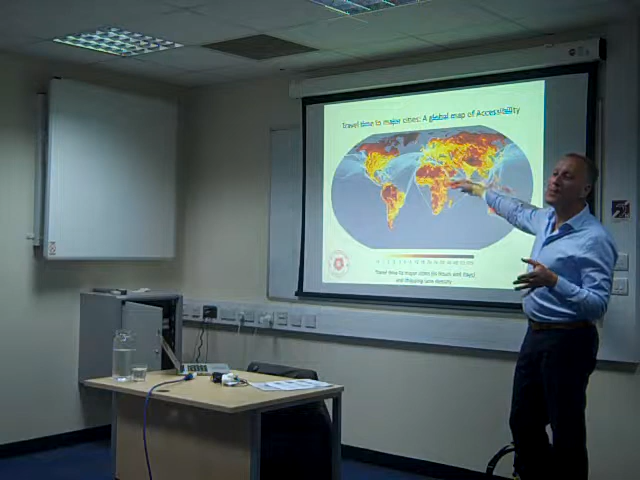 Travel time to major cities: A global map of Accessibility
Travel time to major cities (in hours and days)
and shipping lane density